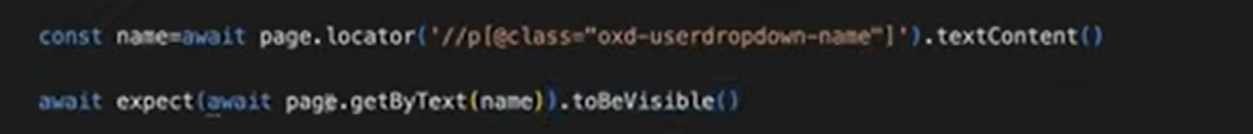 const name=await page.locator('//p[@class="oxd-userdropdown-name"]').textContent()
await expect(await page.getByText(name)).toBeVisible()